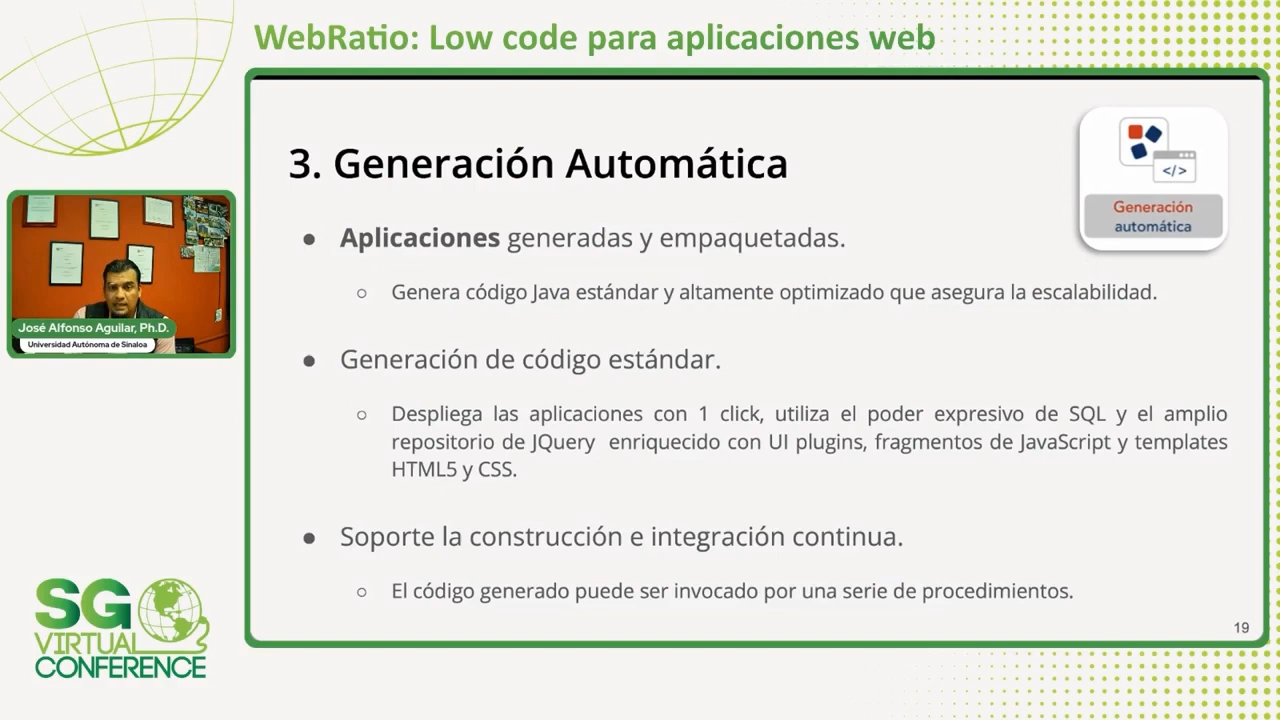 WebRatio: Low code para aplicaciones web
3. Generación Automática
</>
Generación
automática
● Aplicaciones generadas y empaquetadas.
○ Genera código Java estándar y altamente optimizado que asegura la escalabilidad.
● Generación de código estándar.
○ Despliega las aplicaciones con 1 click, utiliza el poder expresivo de SQL y el amplio
repositorio de JQuery enriquecido con UI plugins, fragmentos de JavaScript y templates
HTML5 y CSS.
● Soporte la construcción e integración continua.
○ El código generado puede ser invocado por una serie de procedimientos.
19
José Alfonso Aguilar, Ph.D.
Universidad Autónoma de Sinaloa
SG
VIRTUAL
CONFERENCE